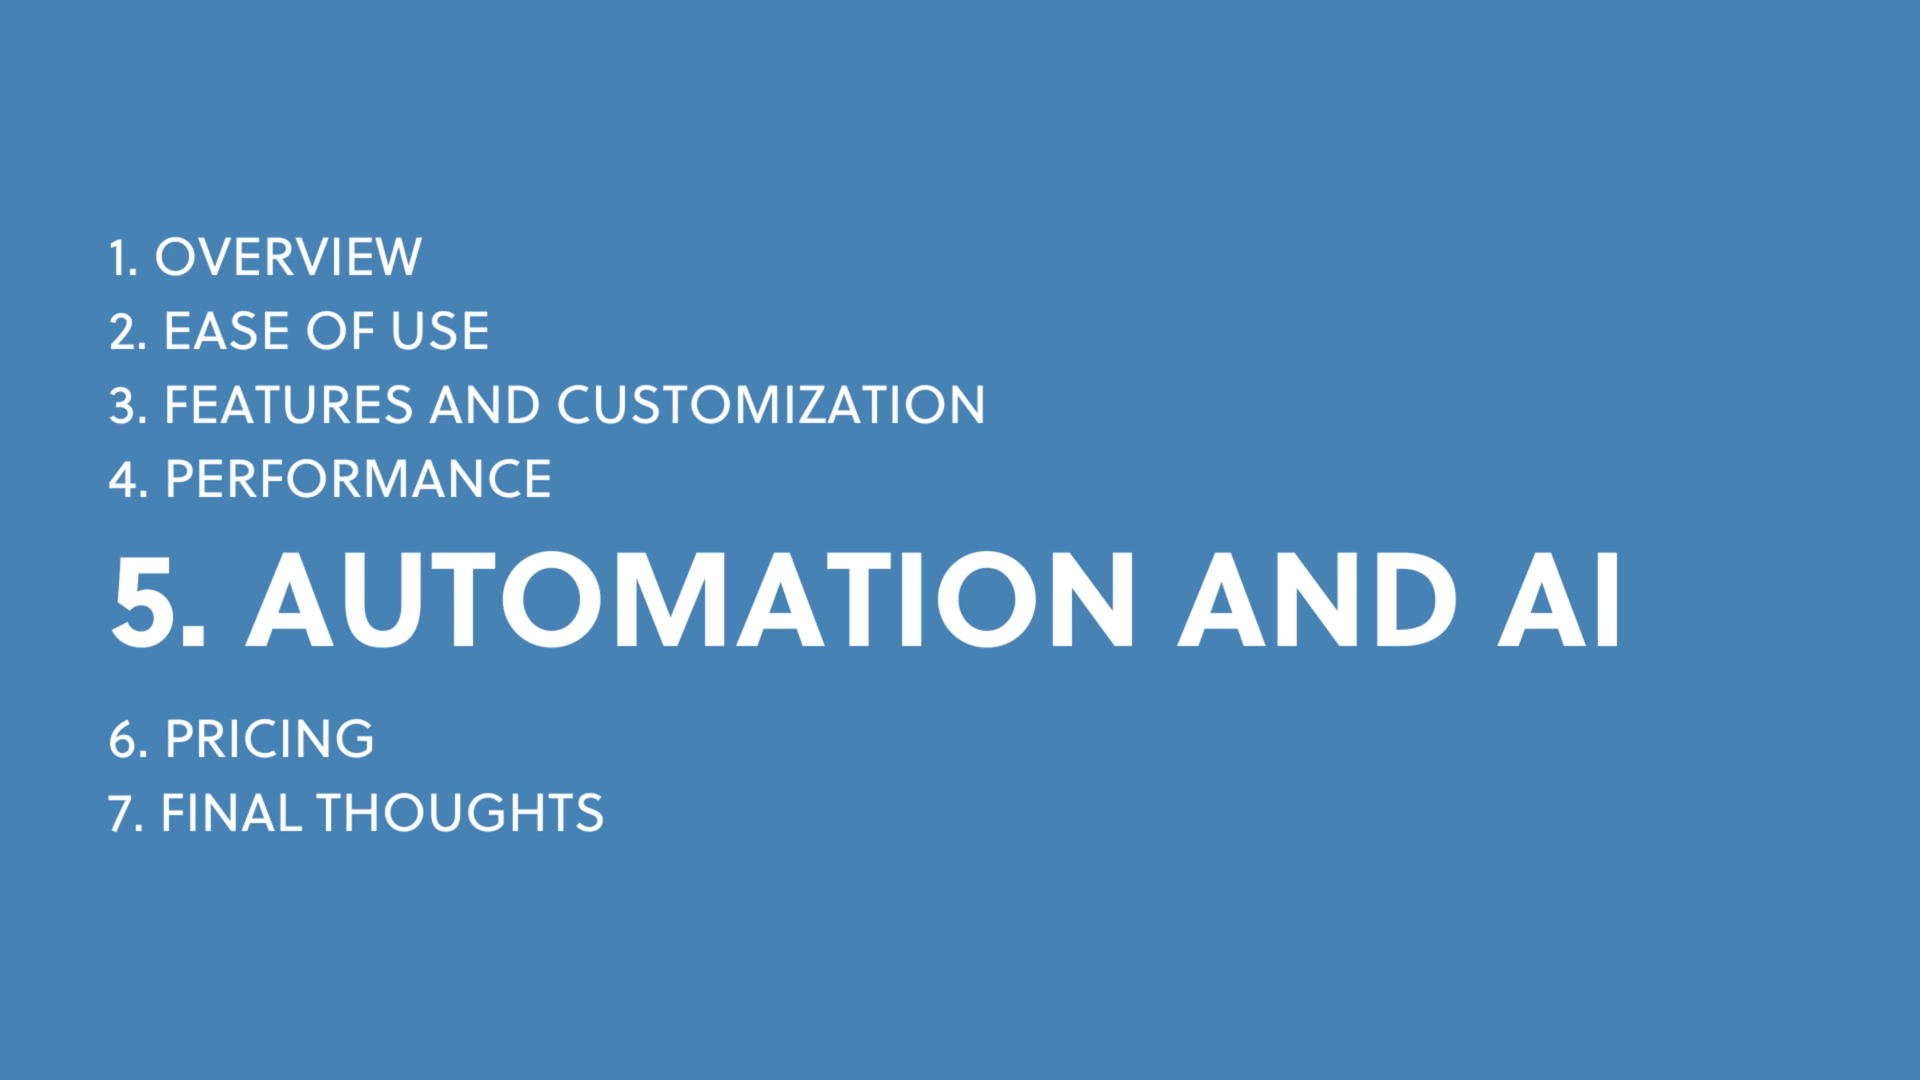 1. OVERVIEW
2. EASE OF USE
3. FEATURES AND CUSTOMIZATION
4. PERFORMANCE
5. AUTOMATION AND AI
6. PRICING
7. FINAL THOUGHTS